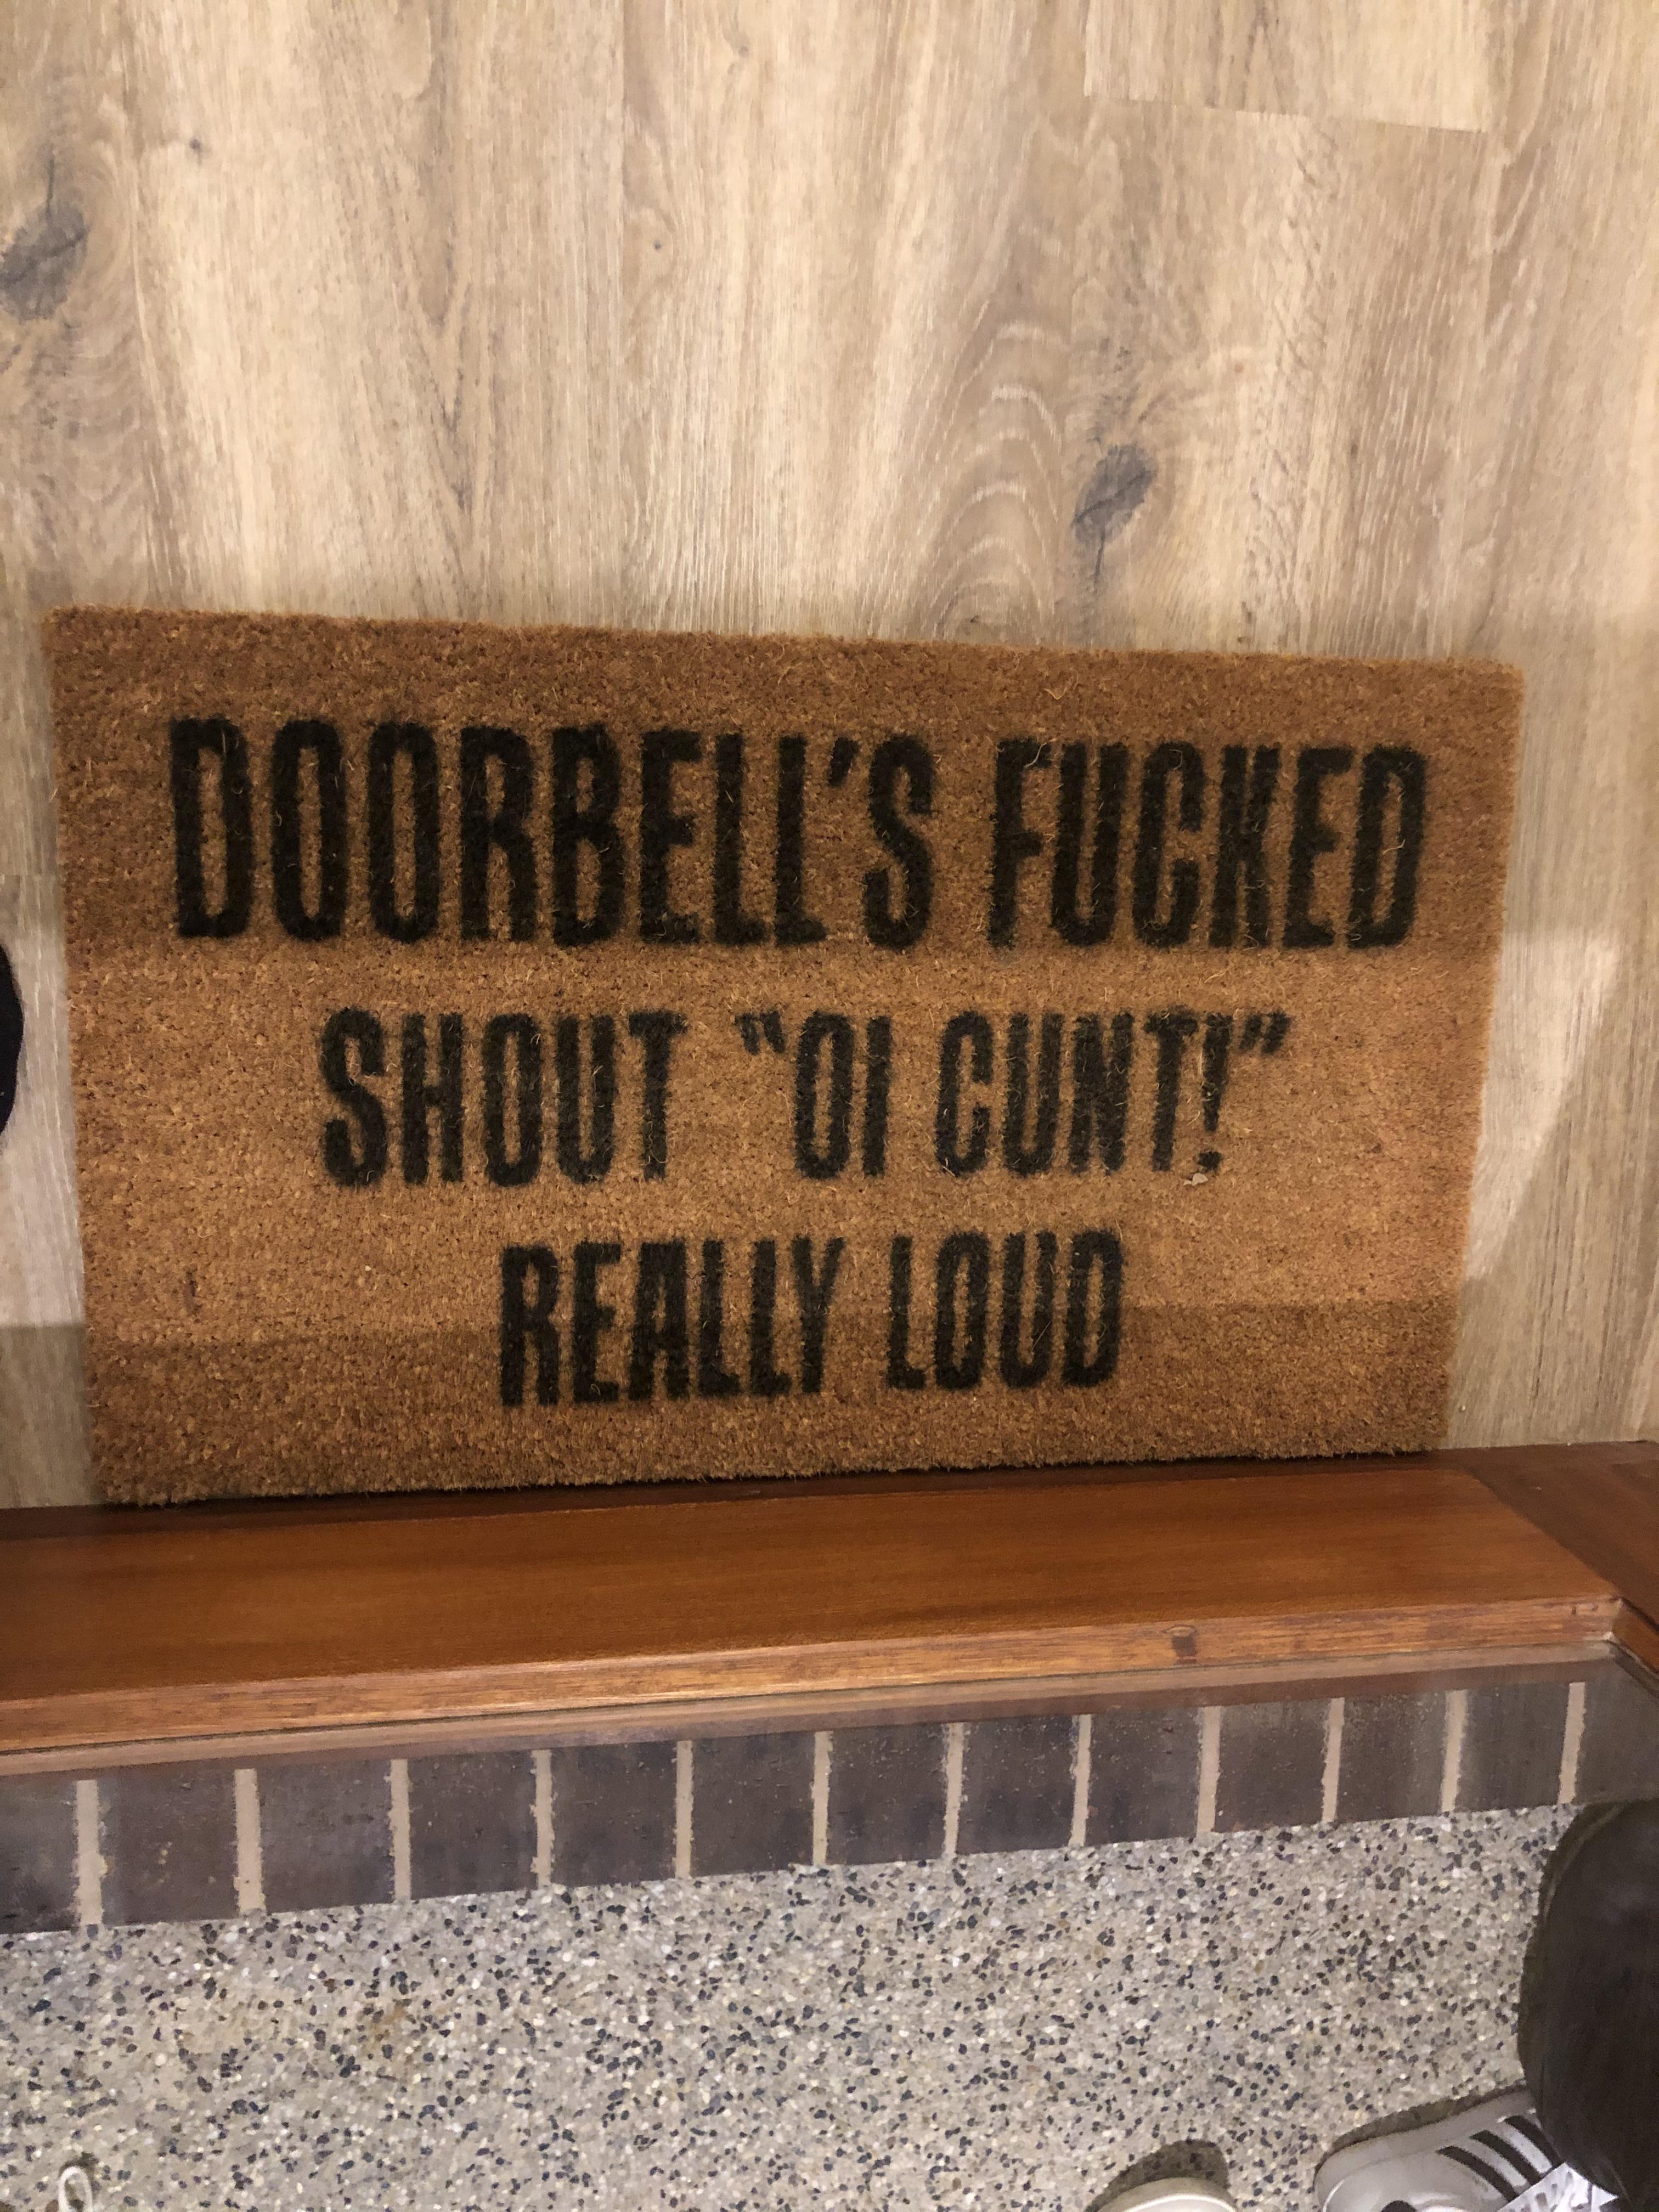 DOORBELL'S FUCKED
SHOUT "OI CUNT!"
REALLY LOUD